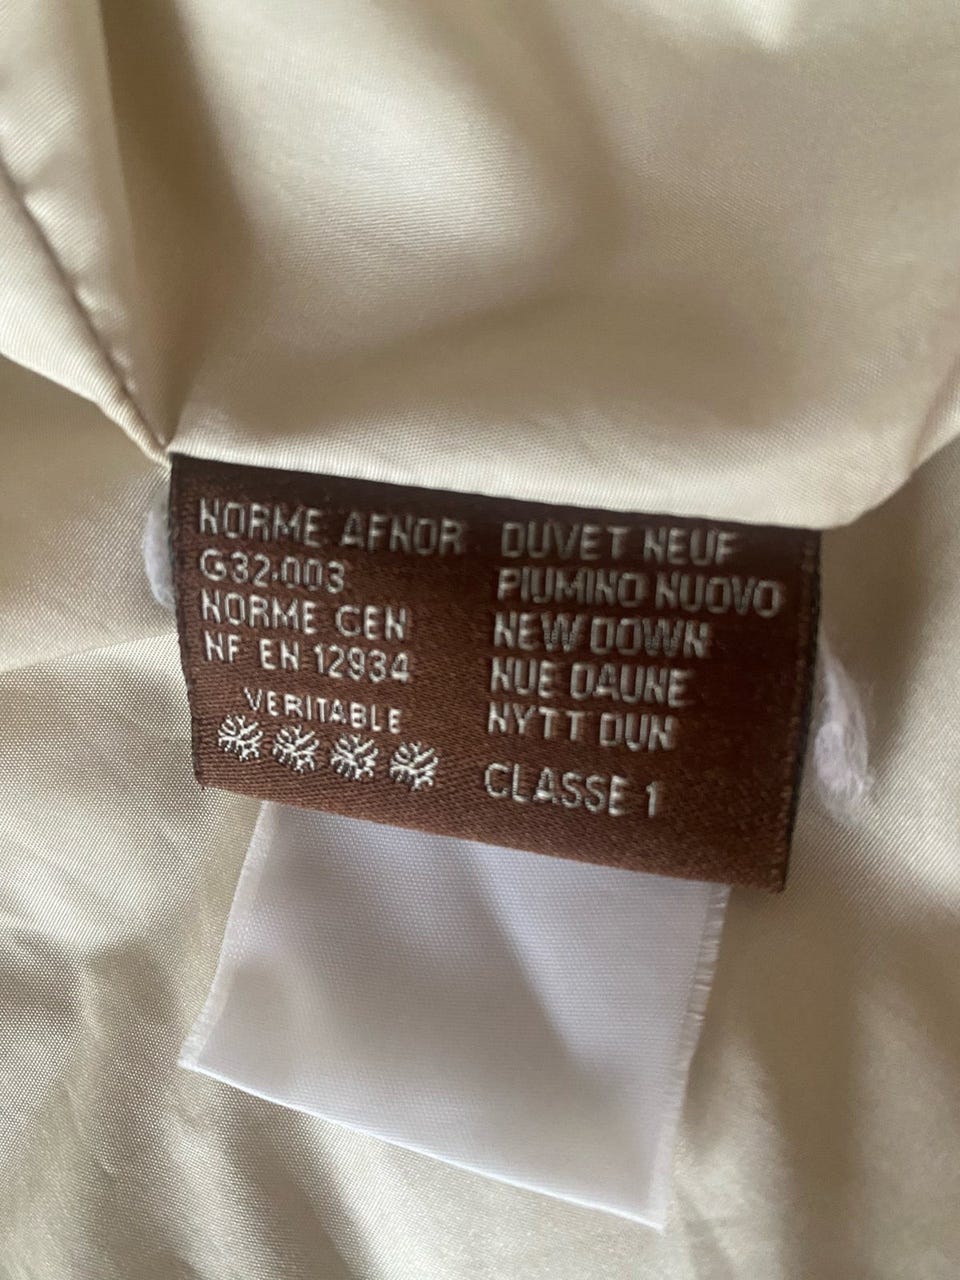 NORME AFNOR
G32.003
NORME CEN
NF EN 12934
VERITABLE
DUVET NEUF
PIUMINO NUOVO
NEW DOWN
NUE DAUNE
NYTT DUN
CLASSE 1